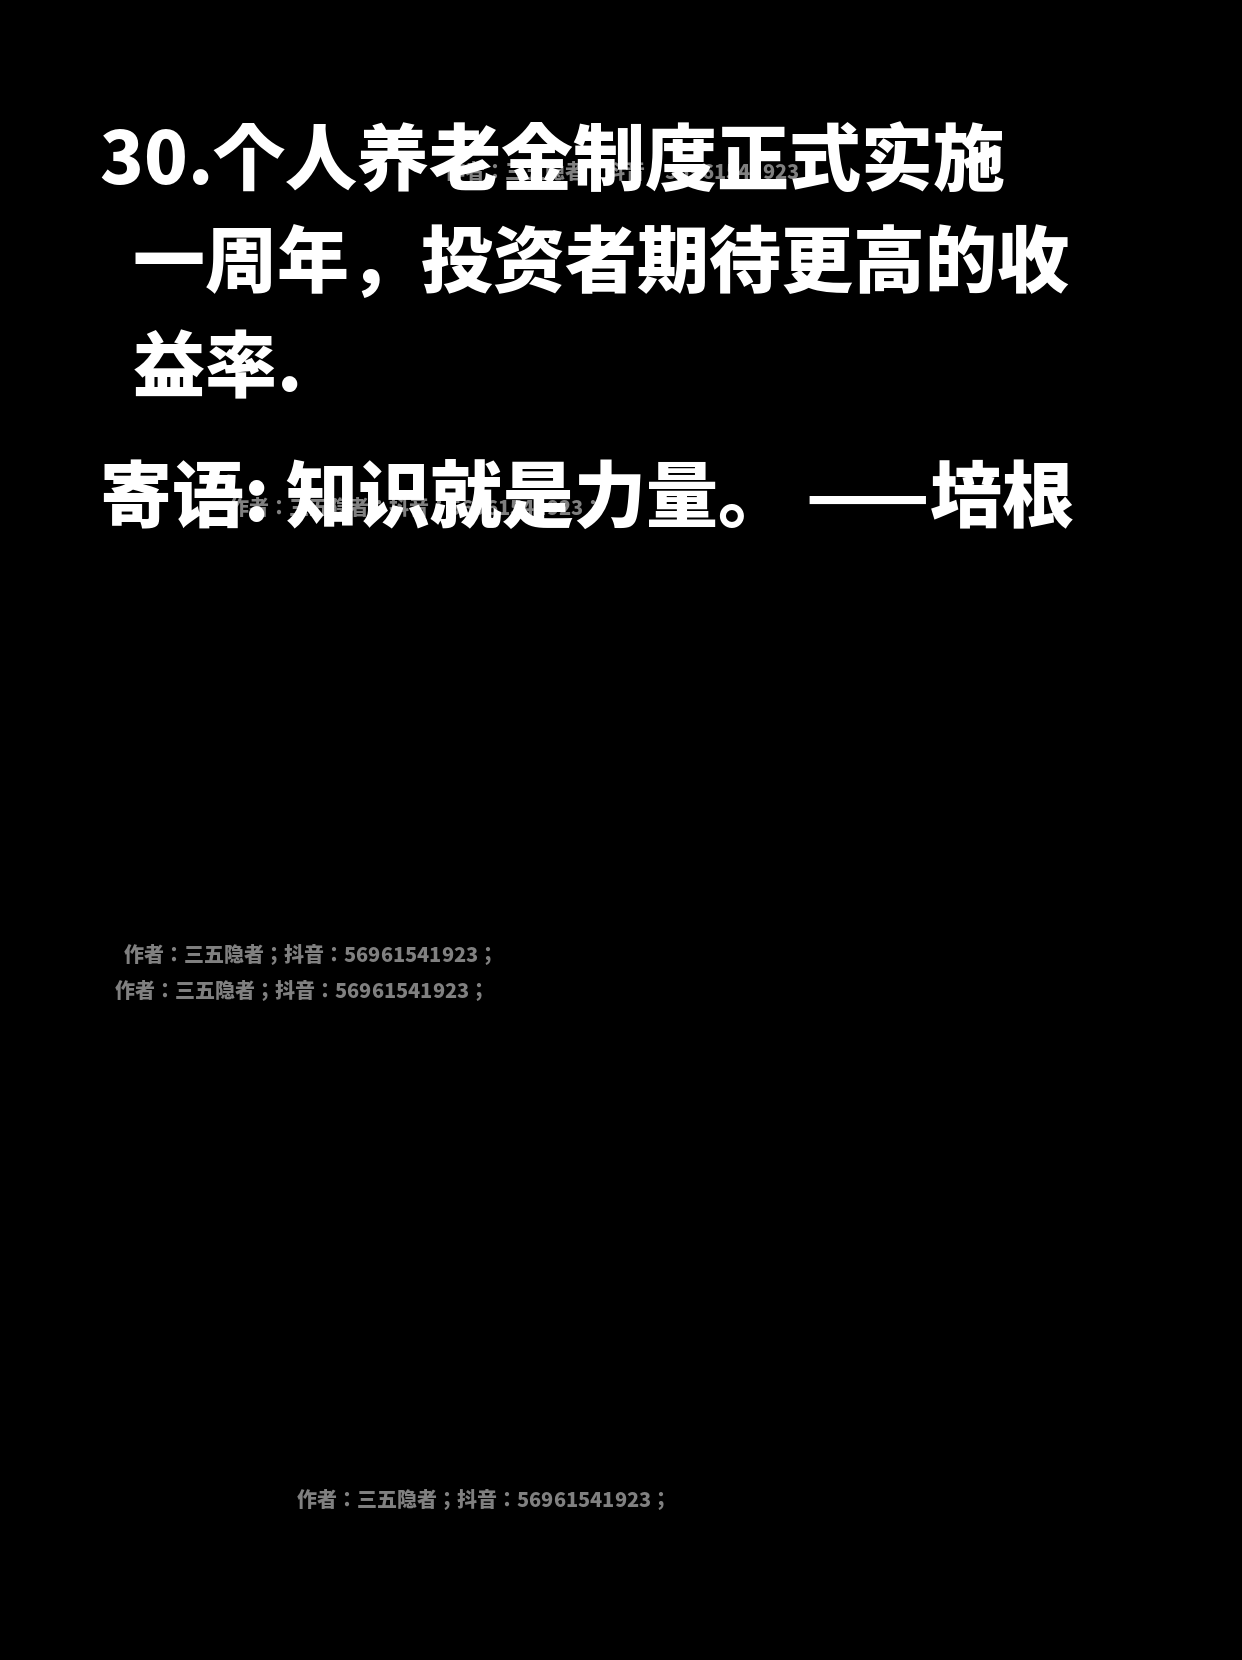 30.个人养老金制度正式实施
一周年，投资者期待更高的收
益率.
寄语: 知识就是力量。 ——培根
作者：三五隐者；抖音：56961541923；
作者：三五隐者；抖音：56961541923；
作者：三五隐者；抖音：56961541923；